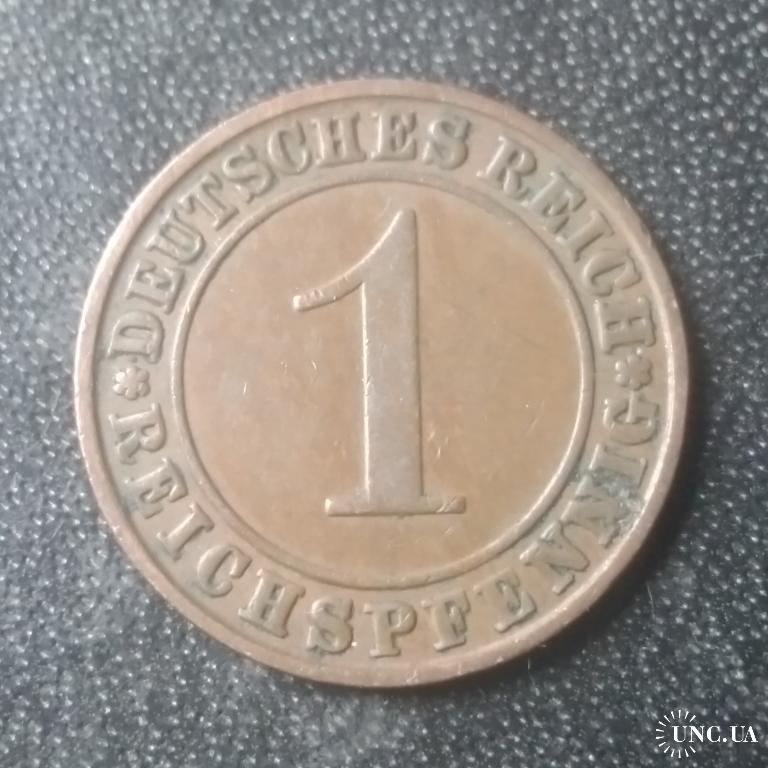 DEUTSCHES REICH
1
*REICHSPFENNIG*
UNC.UA